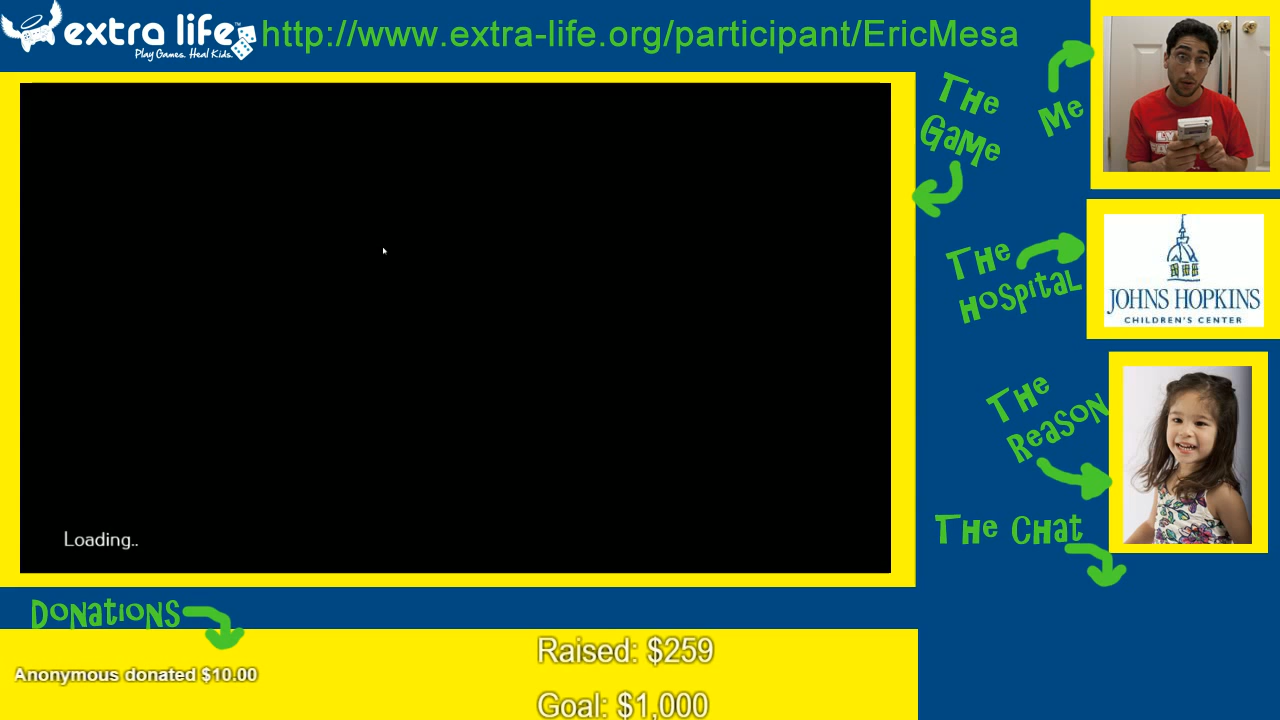 extra life
Play Games. Heal Kids.
http://www.extra-life.org/participant/EricMesa
THe
GaMe
Me
THe
HOSpitaL
JOHNS HOPKINS
CHILDREN'S CENTER
THe
ReaSON
THe CHat
Loading..
DONatiONS
Anonymous donated $10.00
Raised: $259
Goal: $1,000